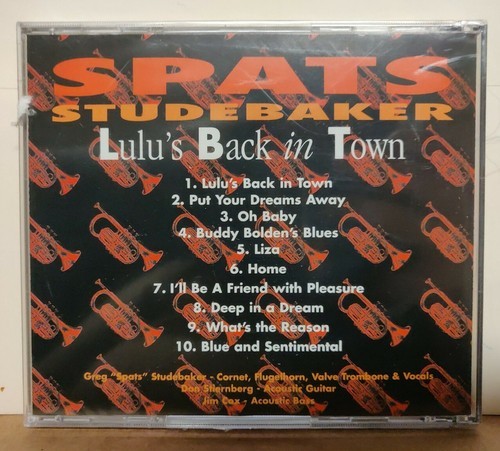 SPATS
STUDEBAKER
Lulu's Back in Town
1. Lulu's Back in Town
2. Put Your Dreams Away
3. Oh Baby
4. Buddy Bolden's Blues
5. Liza
6. Home
7. I'll Be A Friend with Pleasure
8. Deep in a Dream
9. What's the Reason
10. Blue and Sentimental
Greg "Spats" Studebaker - Cornet, Flugelhorn, Valve Trombone & Vocals
Don Stiernberg - Acoustic Guitar
Jim Cox - Acoustic Bass